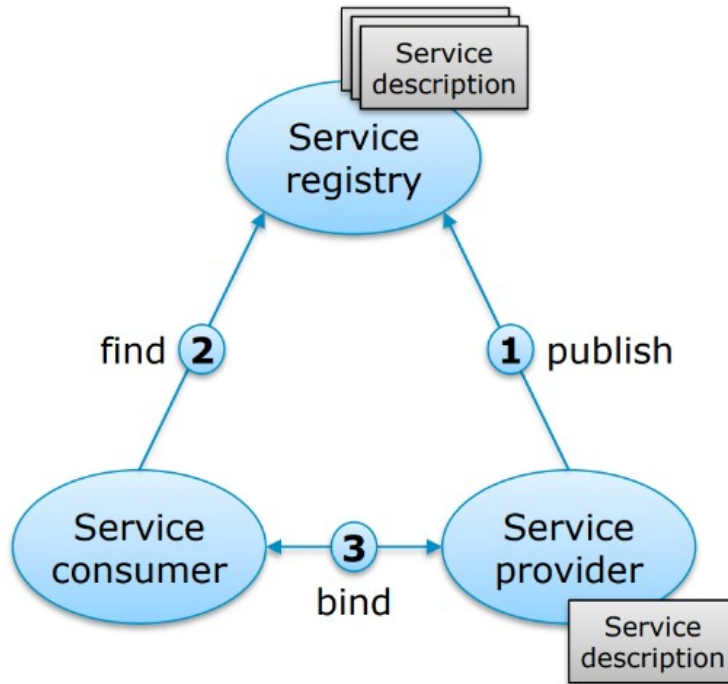 Service
description
Service
registry
find
2
1
publish
Service
consumer
3
bind
Service
provider
Service
description